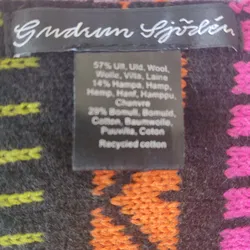 Gudrun Sjödén
57% Ull, Uld, Wool,
Wolle, Villa, Laine
14% Hampa, Hamp,
Hemp, Hanf, Hamppu,
Chanvre
29% Bomull, Bomuld,
Cotton, Baumwolle,
Puuvilla, Coton
Recycled cotton